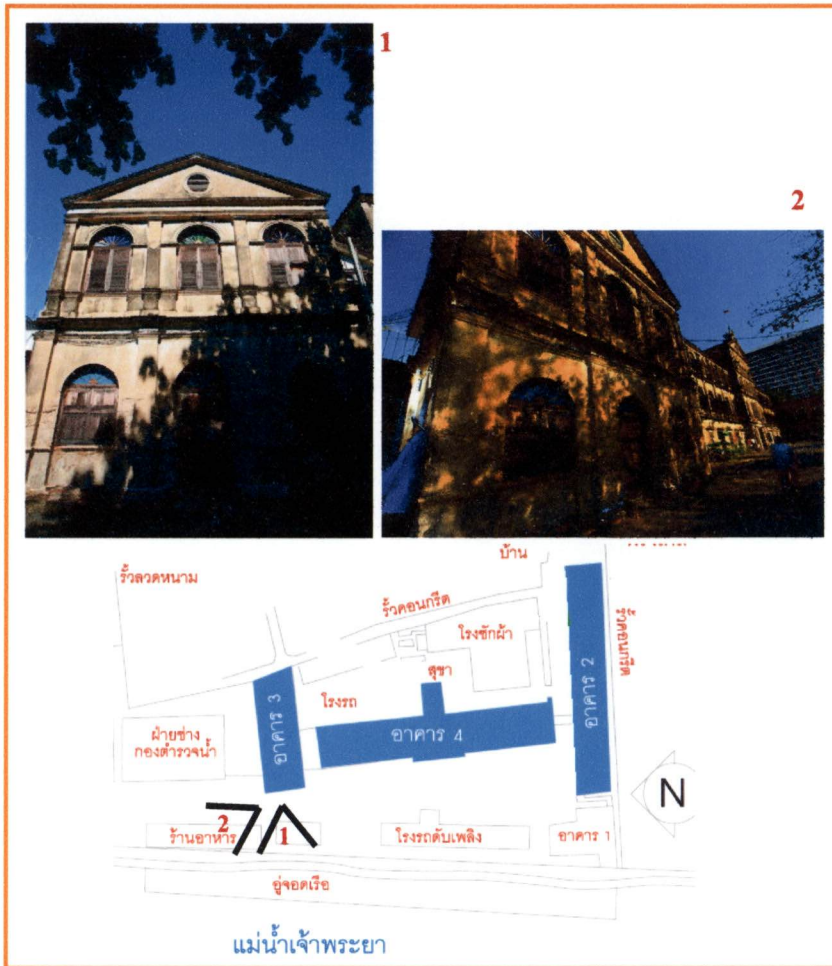 1
2
บ้าน
รั้วลวดหนาม
รั้วคอนกรีต
โรงซักผ้า
รั้วคอนกรีต
สุขา
อาคาร 2
อาคาร 3
โรงรถ
อาคาร 4
ฝ่ายช่าง
กองตำรวจน้ำ
N
2
1
ร้านอาหาร
โรงรถดับเพลิง
อาคาร 1
อู่จอดเรือ
แม่น้ำเจ้าพระยา